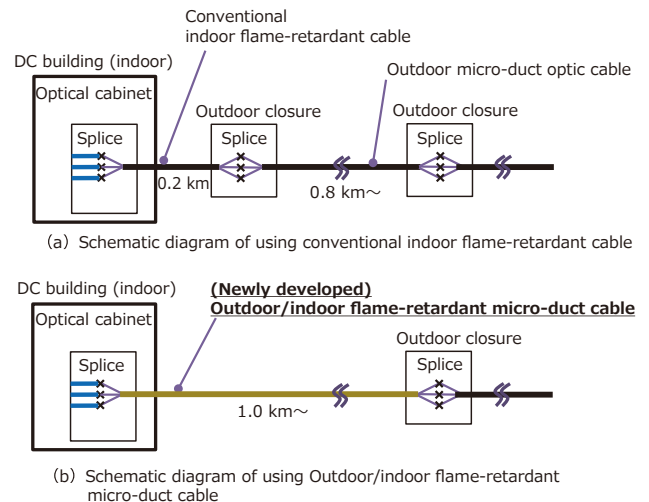 Conventional
indoor flame-retardant cable
DC building (indoor)
Outdoor micro-duct optic cable
Optical cabinet
Outdoor closure
Outdoor closure
Splice
Splice
Splice
0.2 km
0.8 km～
(a) Schematic diagram of using conventional indoor flame-retardant cable
DC building (indoor)
(Newly developed)
Outdoor/indoor flame-retardant micro-duct cable
Optical cabinet
Outdoor closure
Splice
Splice
1.0 km～
(b) Schematic diagram of using Outdoor/indoor flame-retardant
micro-duct cable